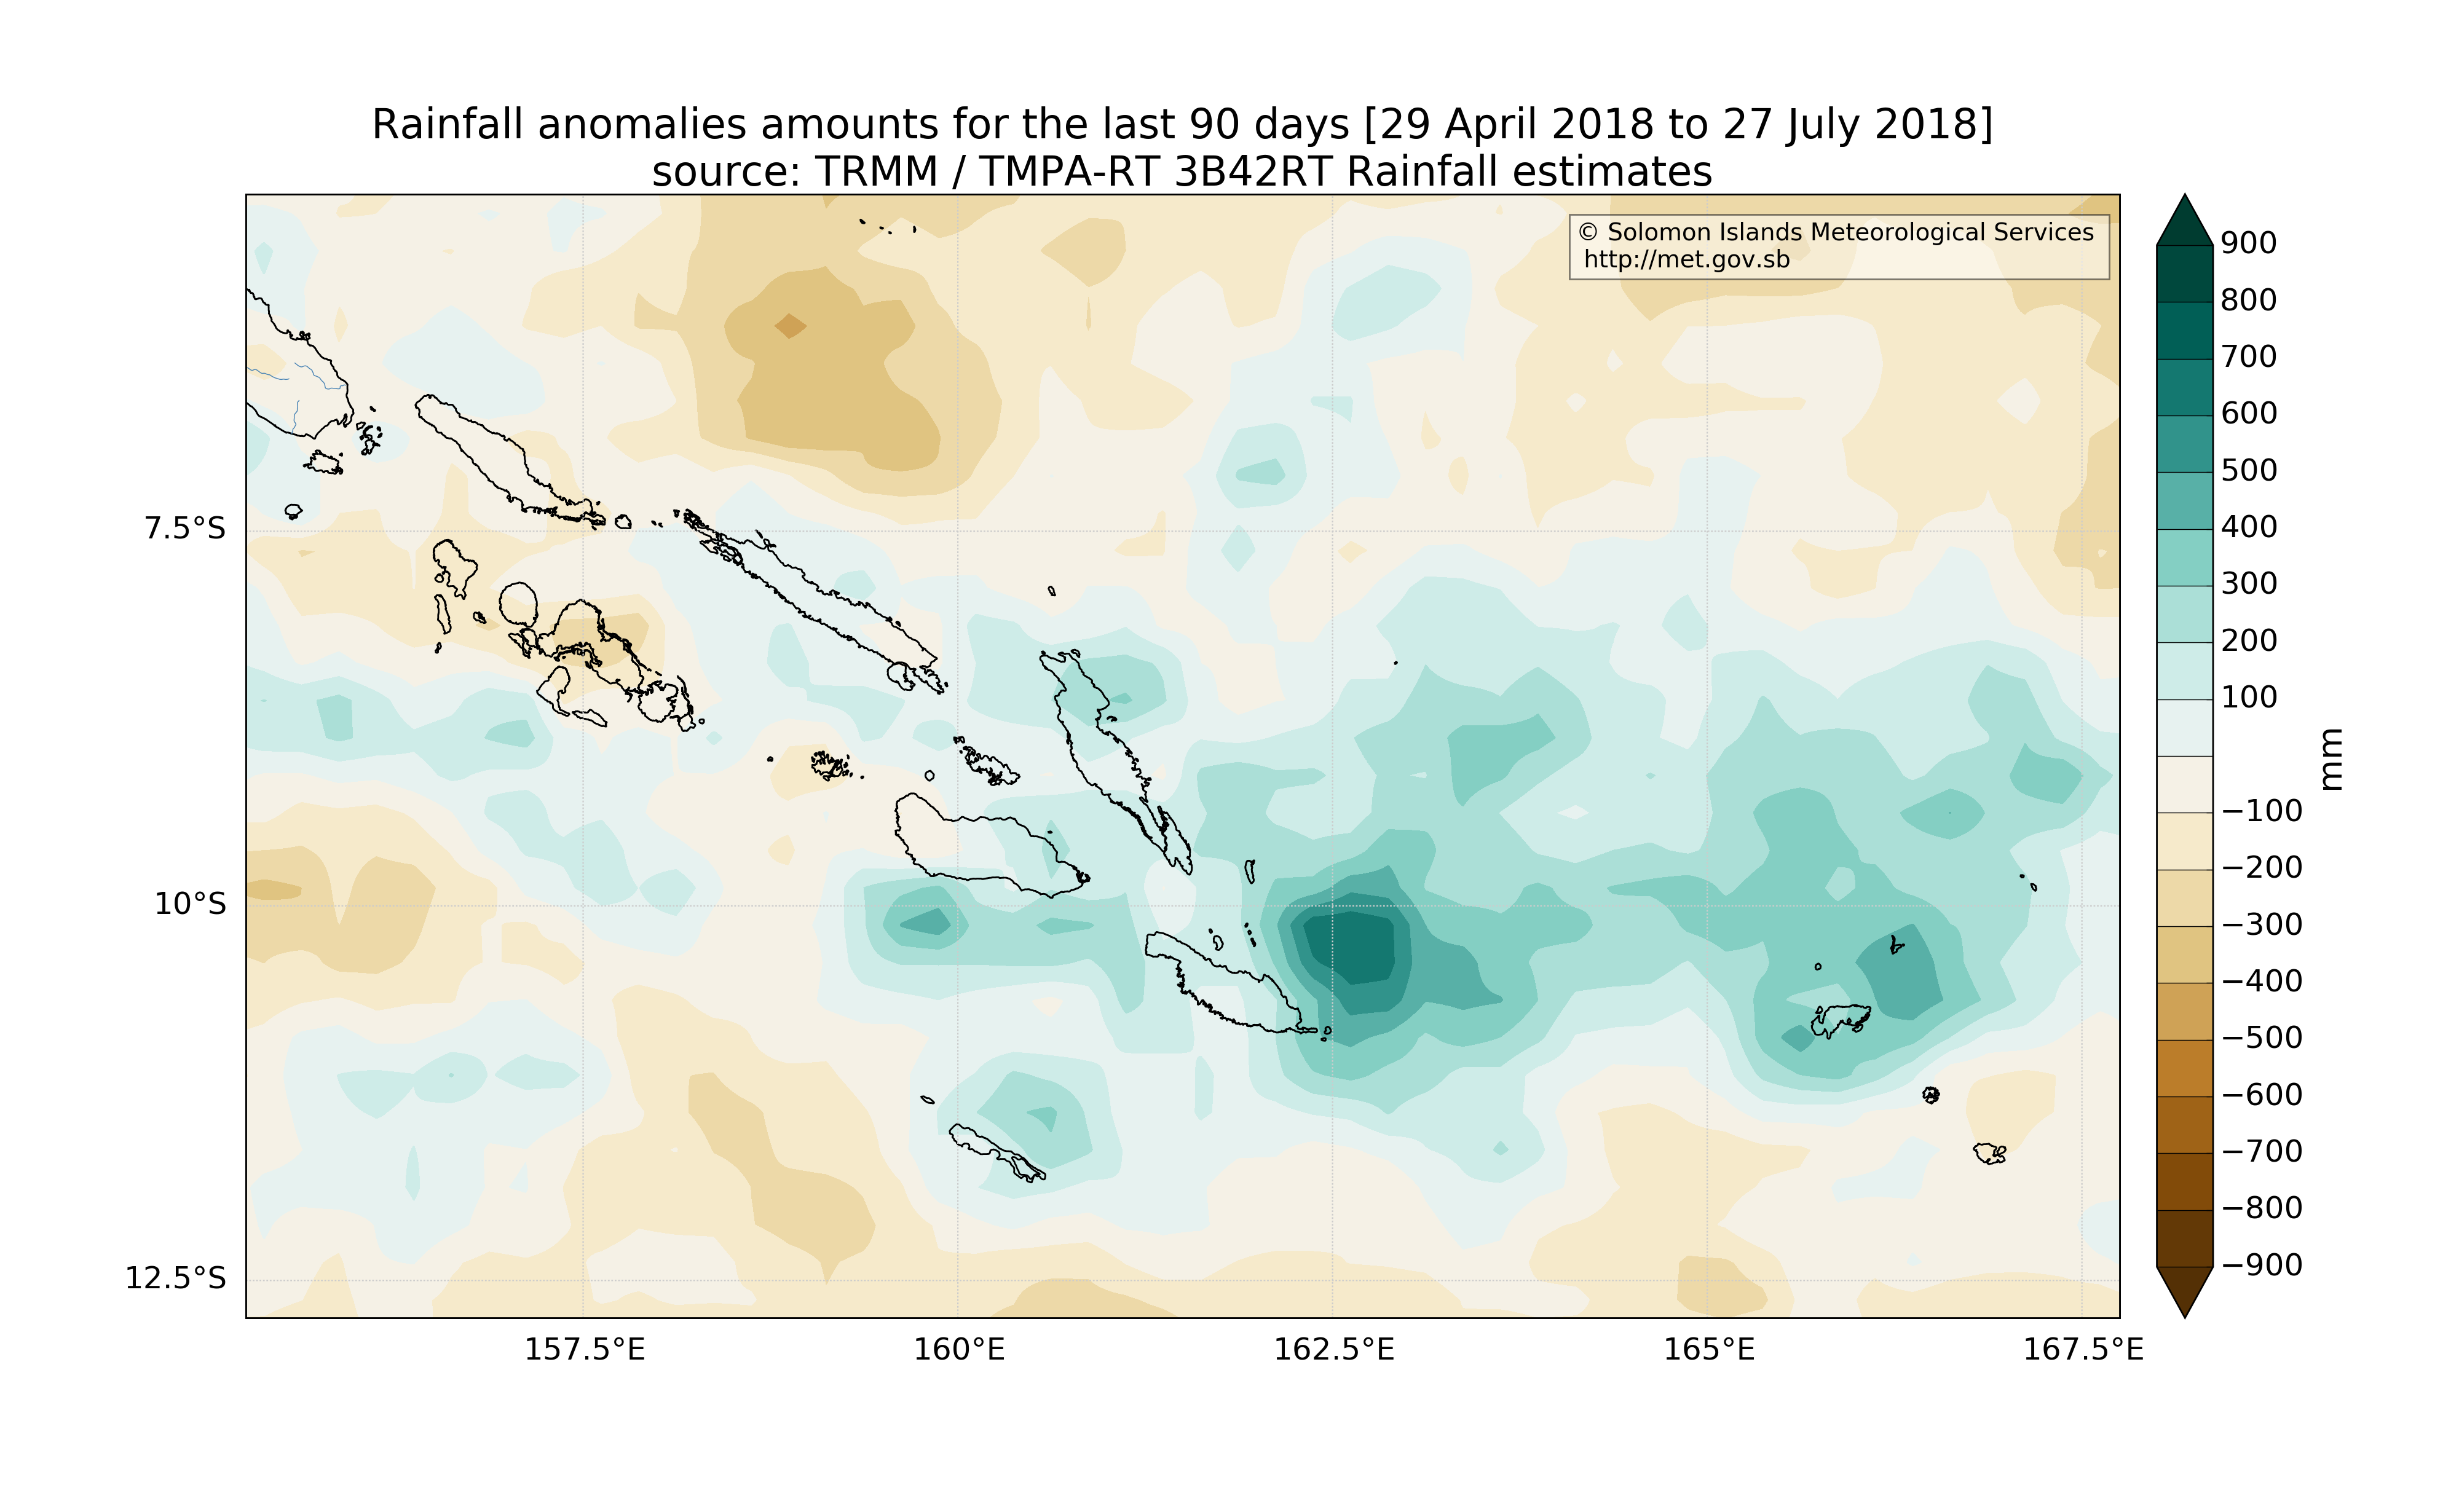 Rainfall anomalies amounts for the last 90 days [29 April 2018 to 27 July 2018]
source: TRMM / TMPA-RT 3B42RT Rainfall estimates
© Solomon Islands Meteorological Services
http://met.gov.sb
7.5°S
10°S
12.5°S
157.5°E
160°E
162.5°E
165°E
167.5°E
900
800
700
600
500
400
300
200
100
−100
−200
−300
−400
−500
−600
−700
−800
−900
mm